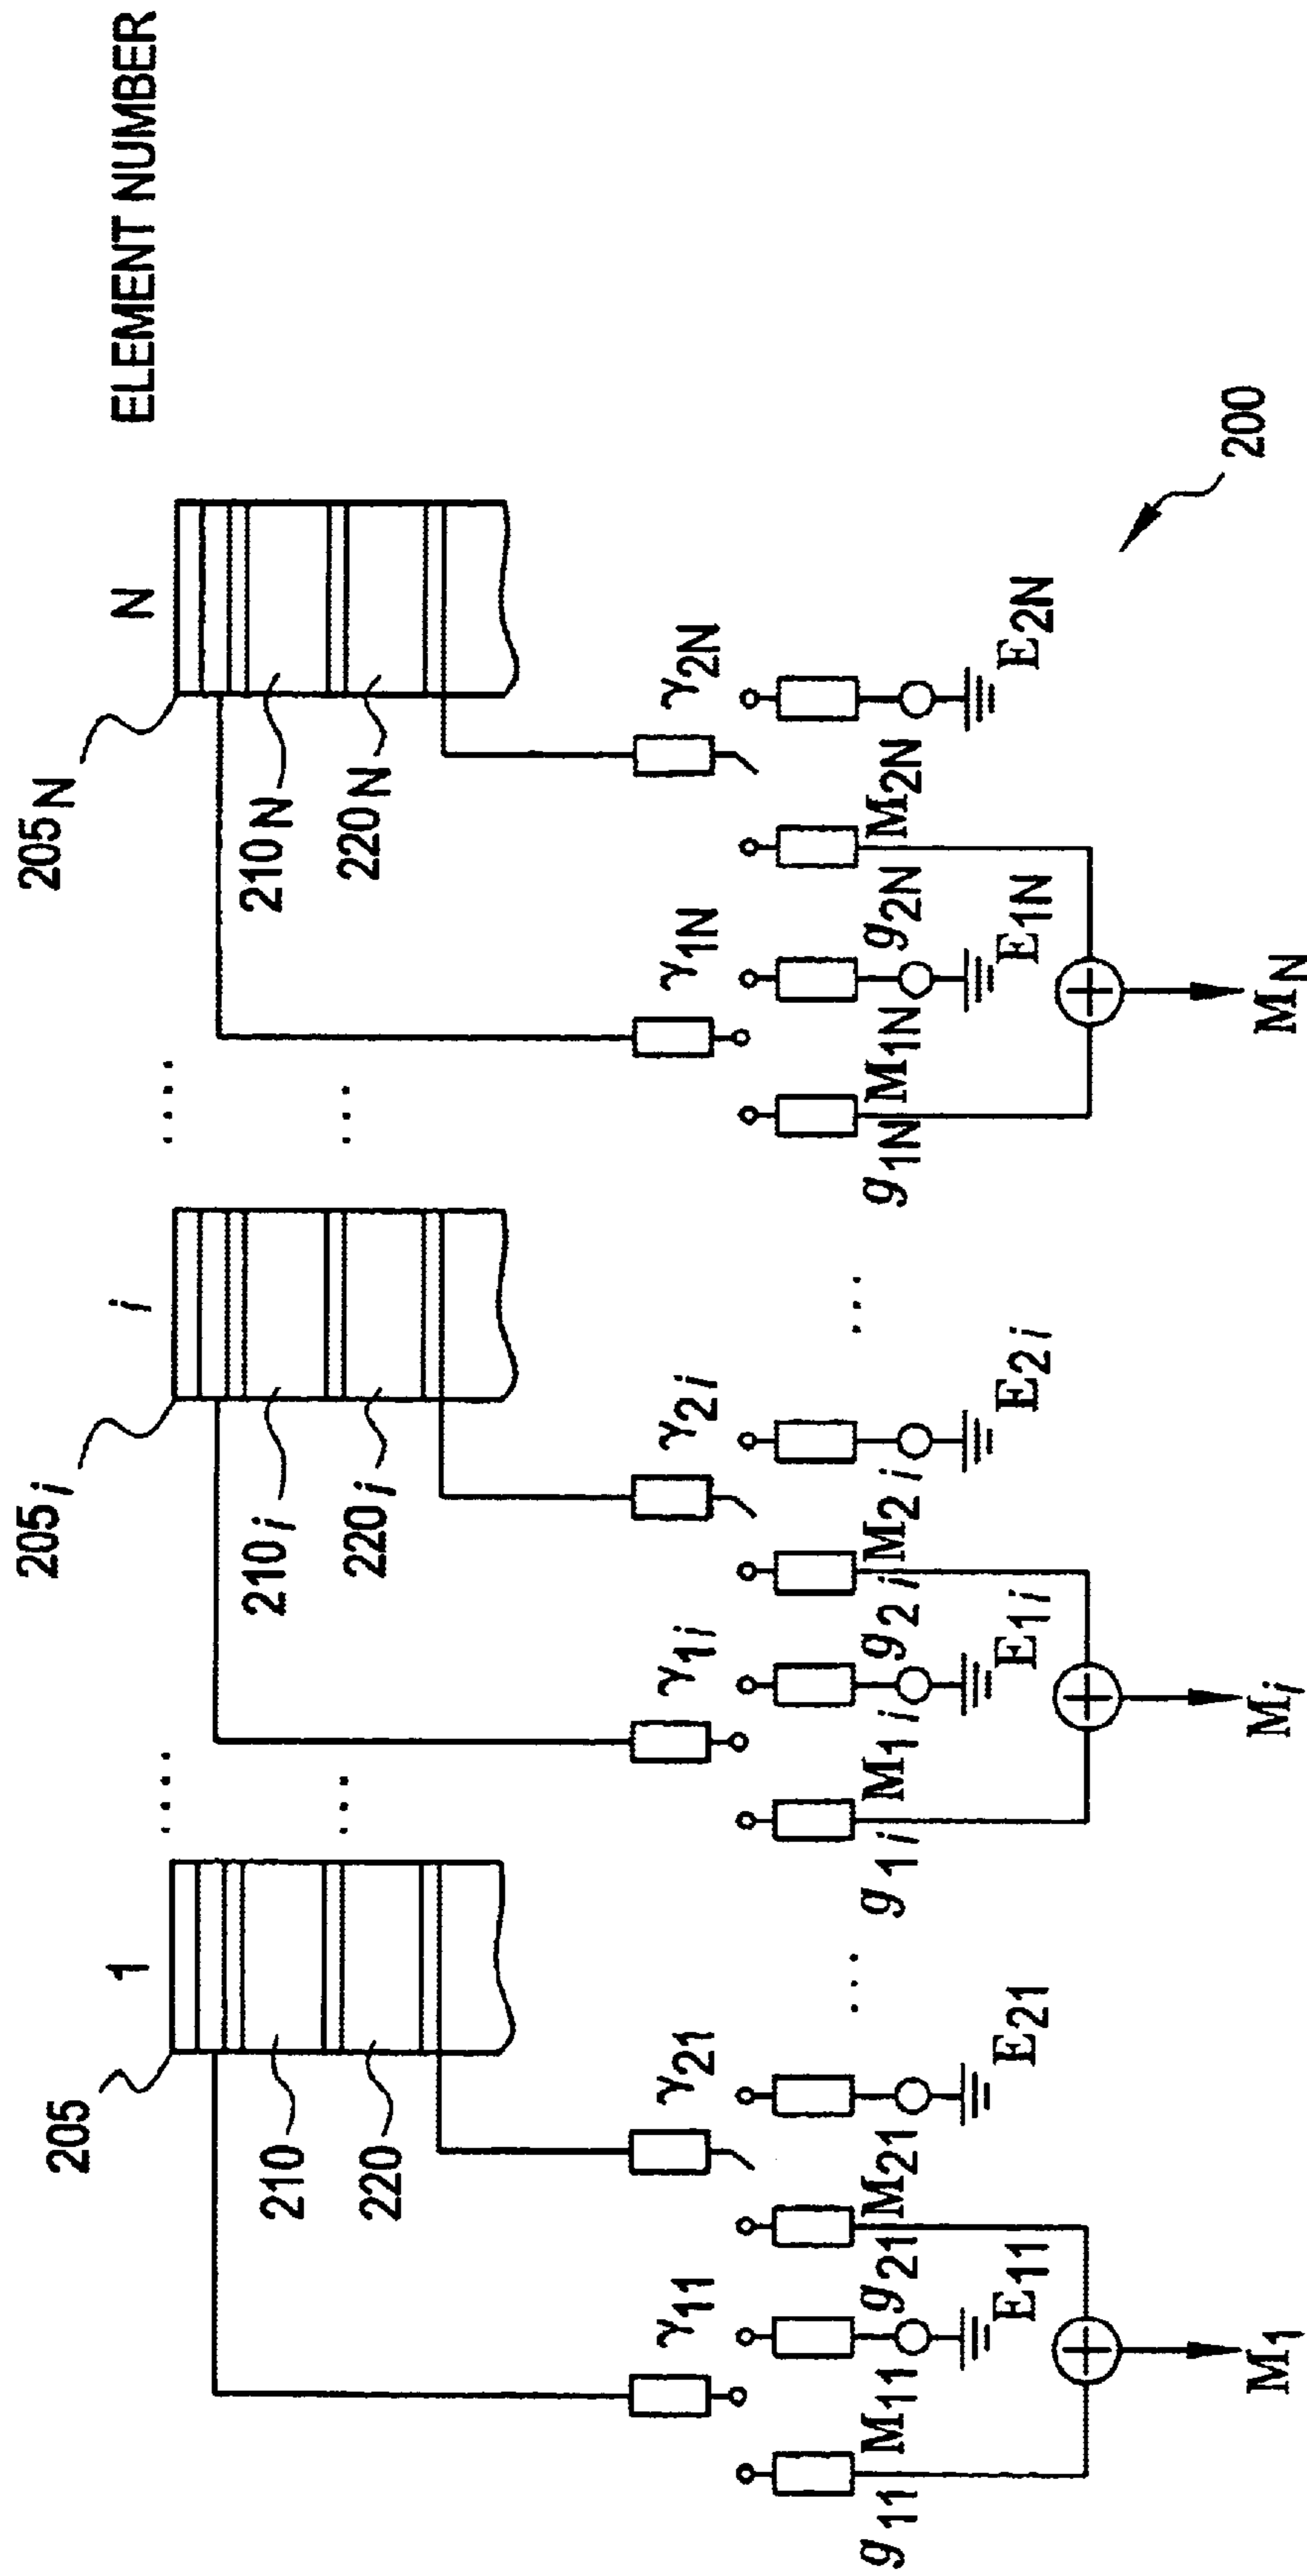 ELEMENT NUMBER
1
i
N
205
205i
205N
210
210i
210N
220
220i
220N
γ11
γ21
γ1i
γ2i
γ1N
γ2N
g11
M11
g21
M21
g1i
M1i
g2i
M2i
g1N
M1N
g2N
M2N
E11
E21
E1i
E2i
E1N
E2N
M1
Mi
MN
200